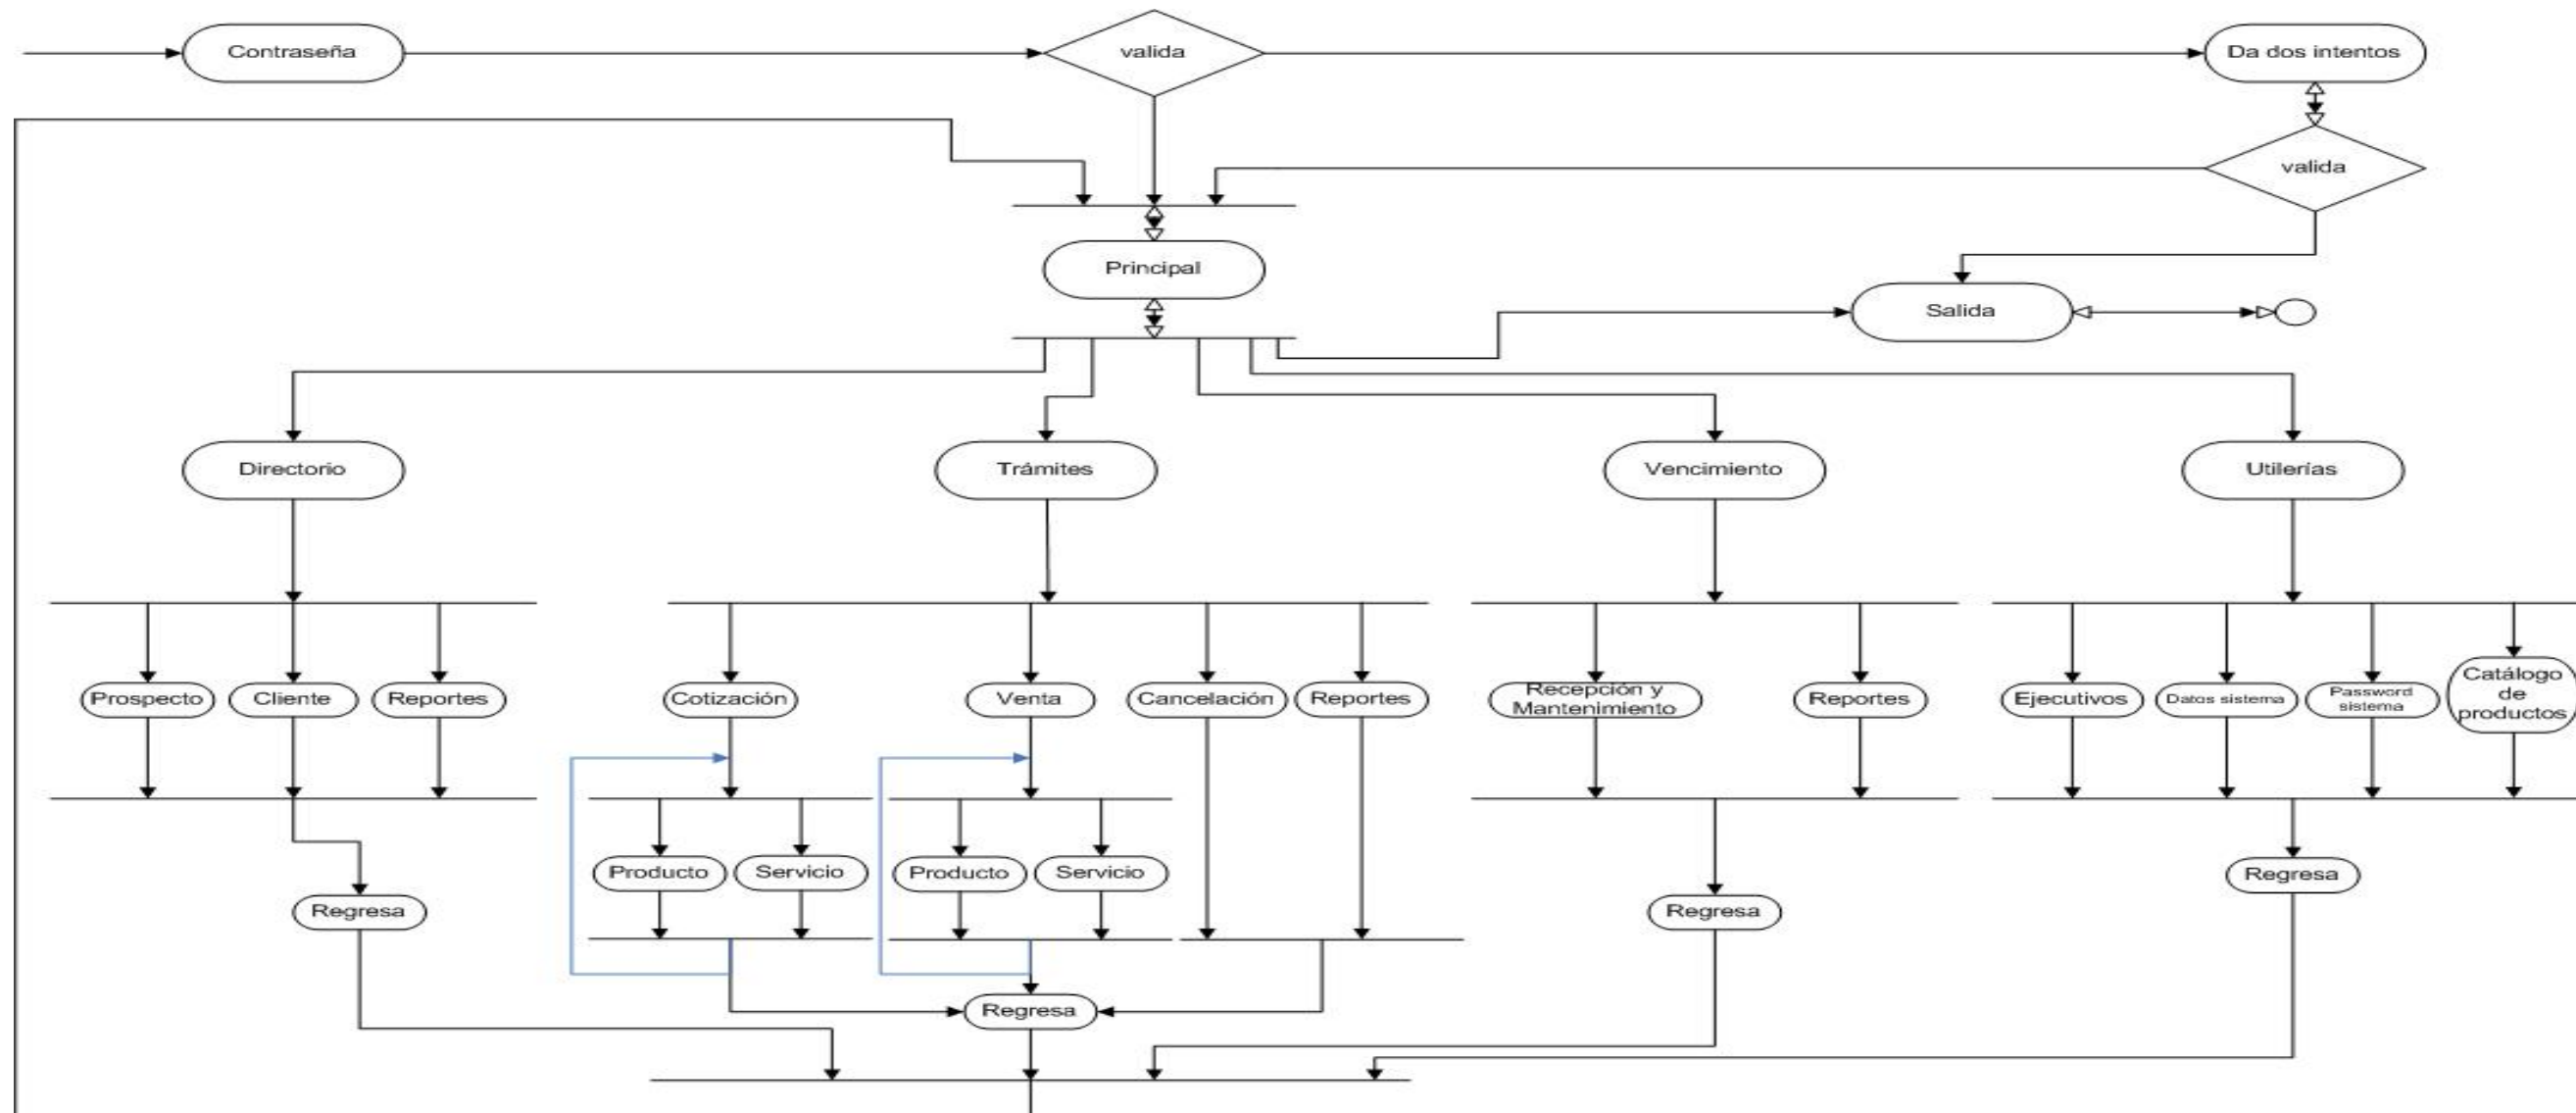 Contraseña
valida
Da dos intentos
valida
Principal
Salida
Directorio
Trámites
Vencimiento
Utilerías
Prospecto
Cliente
Reportes
Cotización
Venta
Cancelación
Reportes
Recepción y
Mantenimiento
Reportes
Ejecutivos
Datos sistema
Password
sistema
Catálogo
de
productos
Producto
Servicio
Producto
Servicio
Regresa
Regresa
Regresa
Regresa